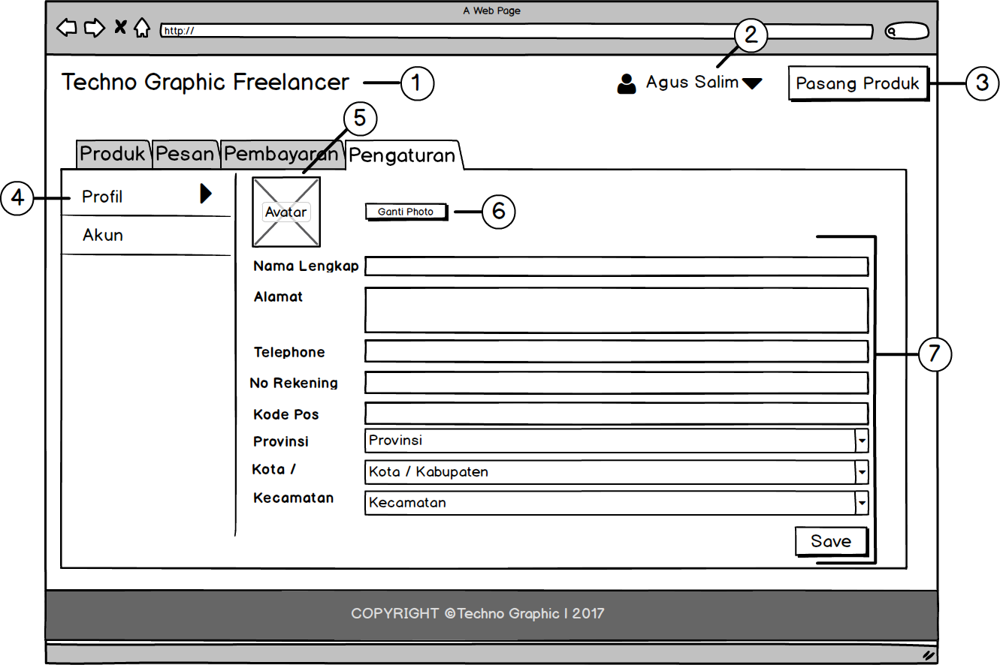 A Web Page
http://
2
Techno Graphic Freelancer
1
Agus Salim
Pasang Produk
3
5
Produk
Pesan
Pembayaran
Pengaturan
4
Profil
Akun
Avatar
Ganti Photo
6
Nama Lengkap
Alamat
Telephone
7
No Rekening
Kode Pos
Provinsi
Provinsi
Kota /
Kota / Kabupaten
Kecamatan
Kecamatan
Save
COPYRIGHT ©Techno Graphic | 2017